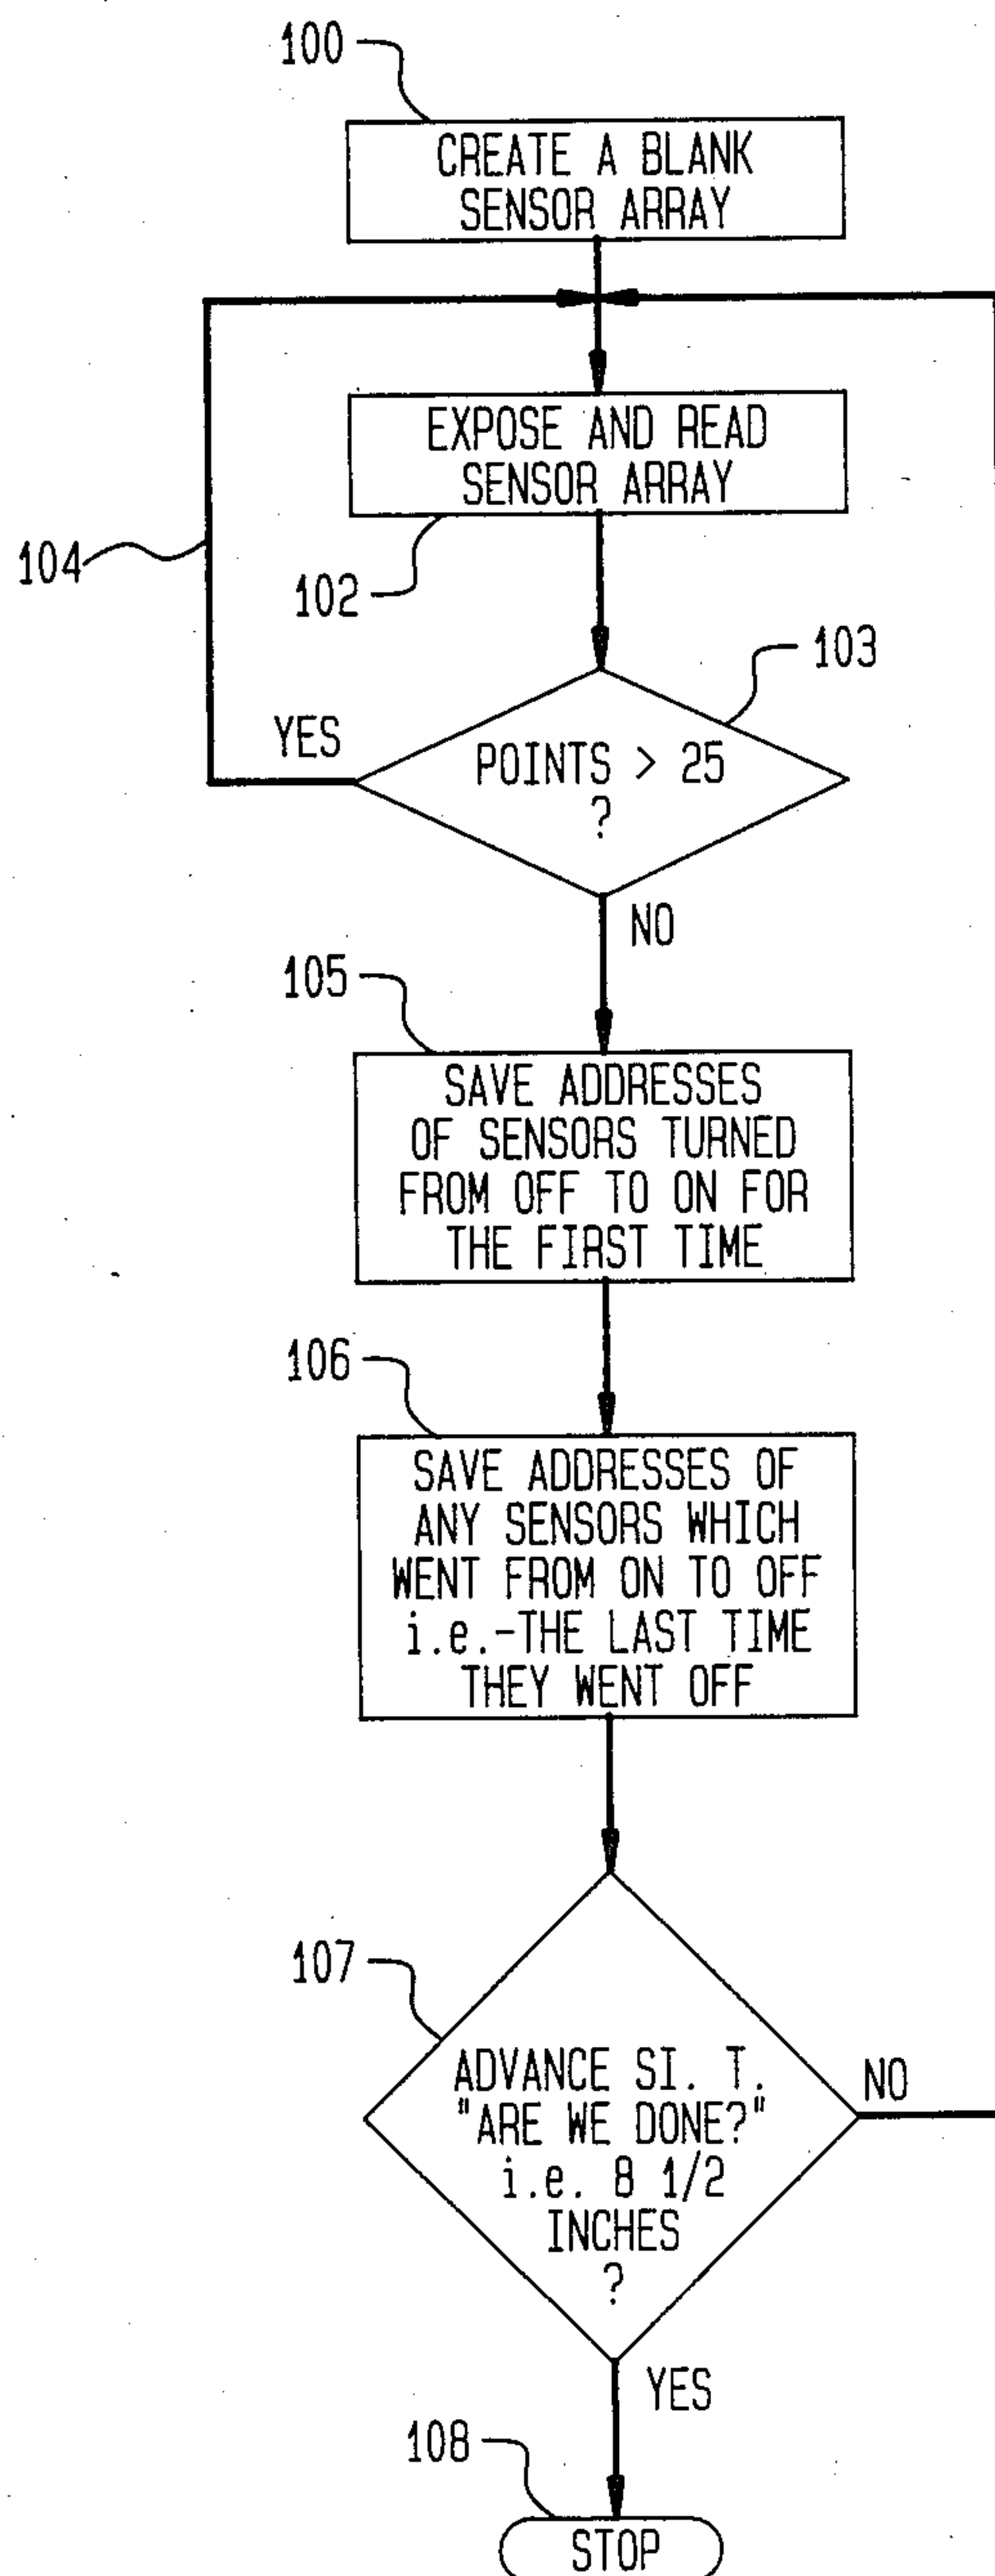 100
CREATE A BLANK
SENSOR ARRAY
EXPOSE AND READ
SENSOR ARRAY
104
102
103
YES
POINTS > 25
?
NO
105
SAVE ADDRESSES
OF SENSORS TURNED
FROM OFF TO ON FOR
THE FIRST TIME
106
SAVE ADDRESSES OF
ANY SENSORS WHICH
WENT FROM ON TO OFF
i.e.-THE LAST TIME
THEY WENT OFF
107
ADVANCE SI. T.
"ARE WE DONE?"
i.e. 8 1/2
INCHES
?
NO
YES
108
STOP